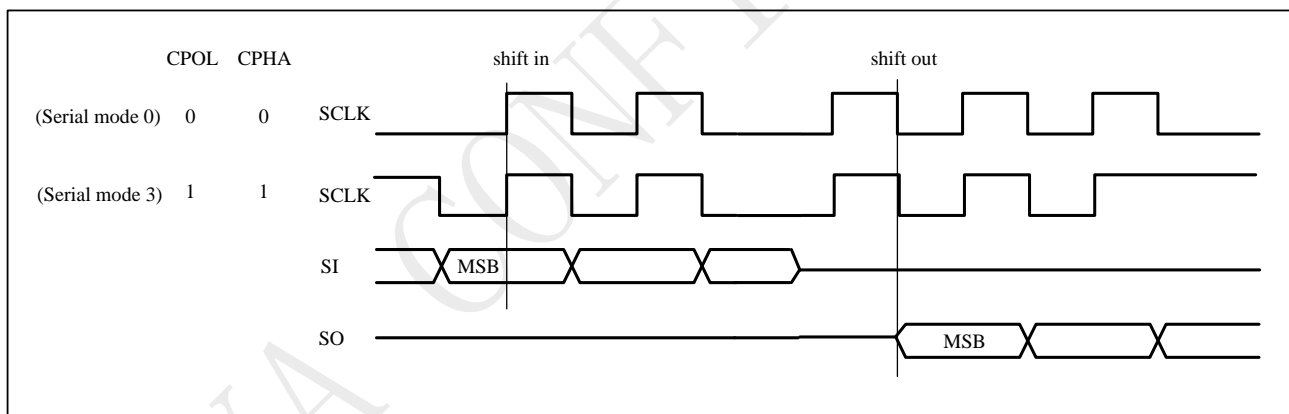 CPOL CPHA shift in shift out
(Serial mode 0) 0 0 SCLK
(Serial mode 3) 1 1 SCLK
SI MSB
SO MSB